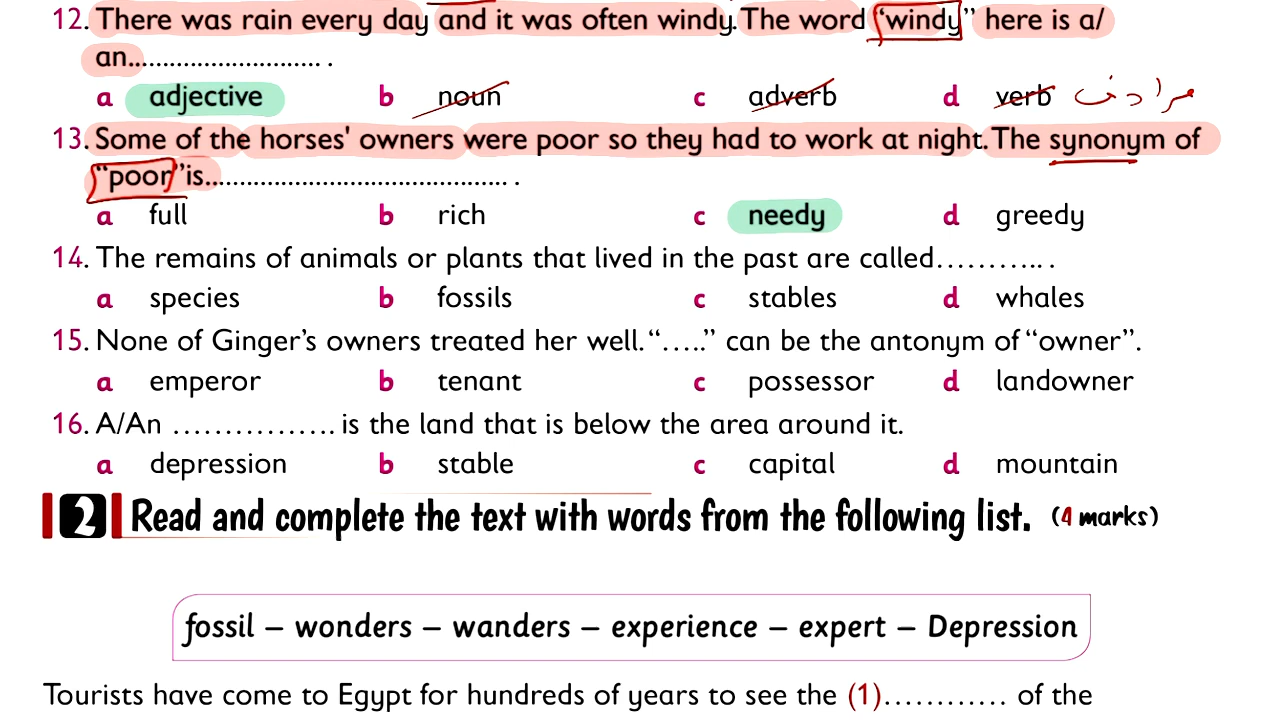 12. There was rain every day and it was often windy. The word "windy" here is a/
an............................ .
a adjective b noun c adverb d verb مرادف
13. Some of the horses' owners were poor so they had to work at night. The synonym of
"poor" is................................................ .
a full b rich c needy d greedy
14. The remains of animals or plants that lived in the past are called........... .
a species b fossils c stables d whales
15. None of Ginger's owners treated her well. "....." can be the antonym of "owner".
a emperor b tenant c possessor d landowner
16. A/An ................ is the land that is below the area around it.
a depression b stable c capital d mountain
2 Read and complete the text with words from the following list. (4 marks)
fossil – wonders – wanders – experience – expert – Depression
Tourists have come to Egypt for hundreds of years to see the (1)............ of the